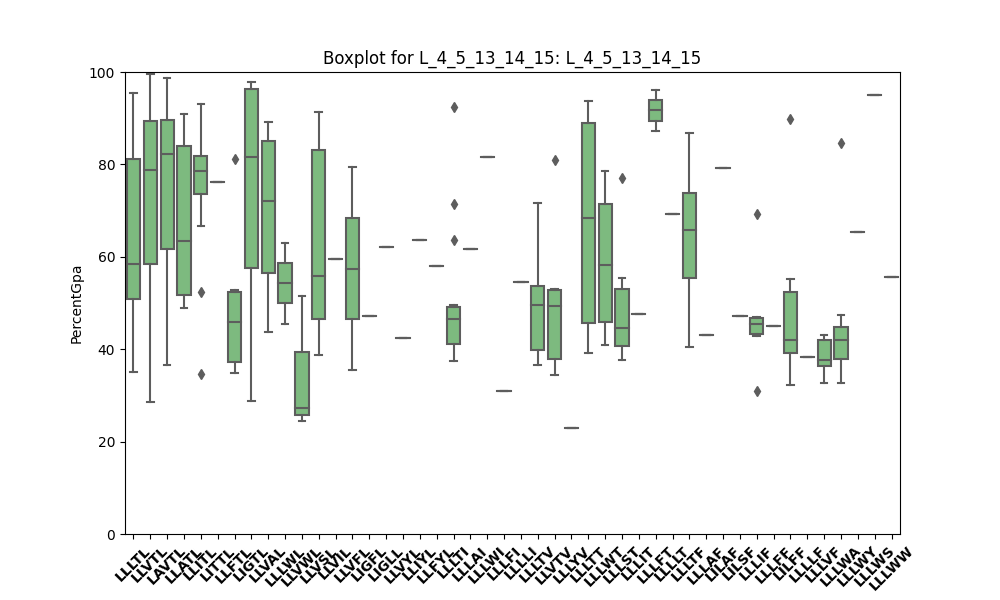 Boxplot for L_4_5_13_14_15: L_4_5_13_14_15
PercentGpa
100
80
60
40
20
0
LLLTL
LLVTL
LAVTL
LLATL
LLITL
LITTL
LLFTL
LIGTL
LLVAL
LLLWL
LLVWL
LLVSL
LLVIL
LLVFL
LIGFL
LIGLL
LLVYL
LLIYL
LLFYL
LLLTI
LLLAI
LLLWI
LLLFI
LLLLI
LLLTV
LLVTV
LLLYV
LLLTT
LLLWT
LLLST
LLLIT
LLLFT
LLLLT
LLLTF
LLLAF
LILAF
LILSF
LLLIF
LLLFF
LILFF
LLLLF
LLLVF
LLLWA
LLLWY
LLLWS
LLLWW